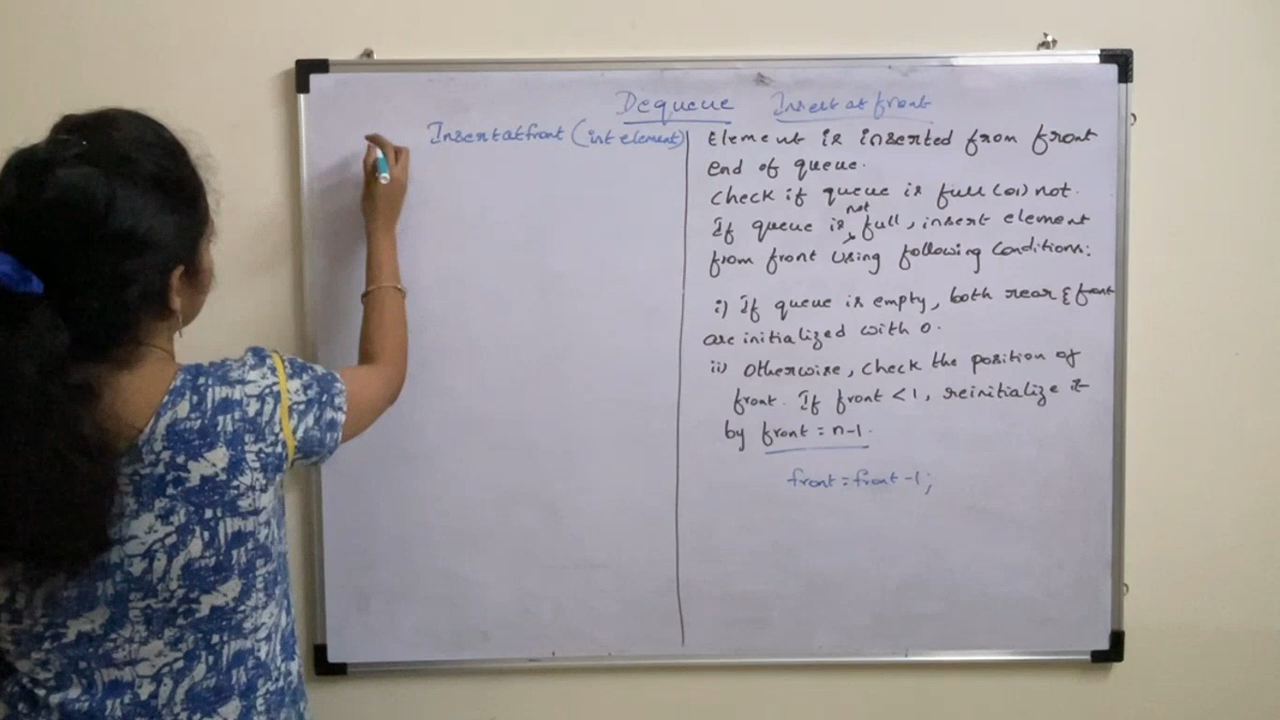 Dequeue Insert at front
Insertatfront (int element)
Element is inserted from front
end of queue.
check if queue is full (or) not.
If queue is not full, insert element
from front using following conditions:
i) If queue is empty, both rear & front
are initialized with 0.
ii) Otherwise, check the position of
front. If front < 1, reinitialize it
by front = n-1.
front = front -1;